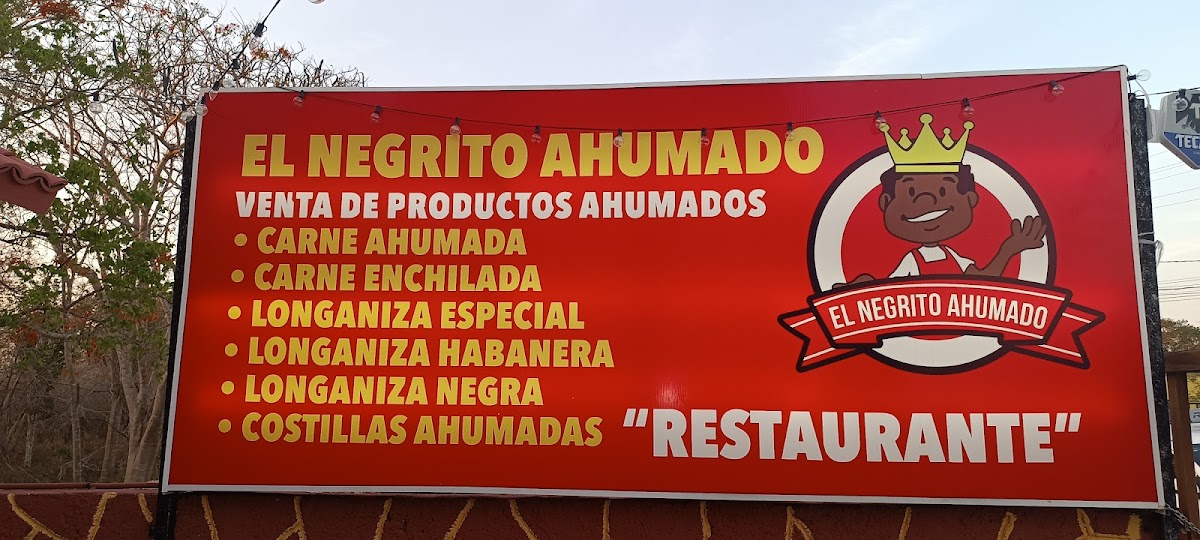 EL NEGRITO AHUMADO
VENTA DE PRODUCTOS AHUMADOS
• CARNE AHUMADA
• CARNE ENCHILADA
• LONGANIZA ESPECIAL
• LONGANIZA HABANERA
• LONGANIZA NEGRA
• COSTILLAS AHUMADAS
"RESTAURANTE"
EL NEGRITO AHUMADO